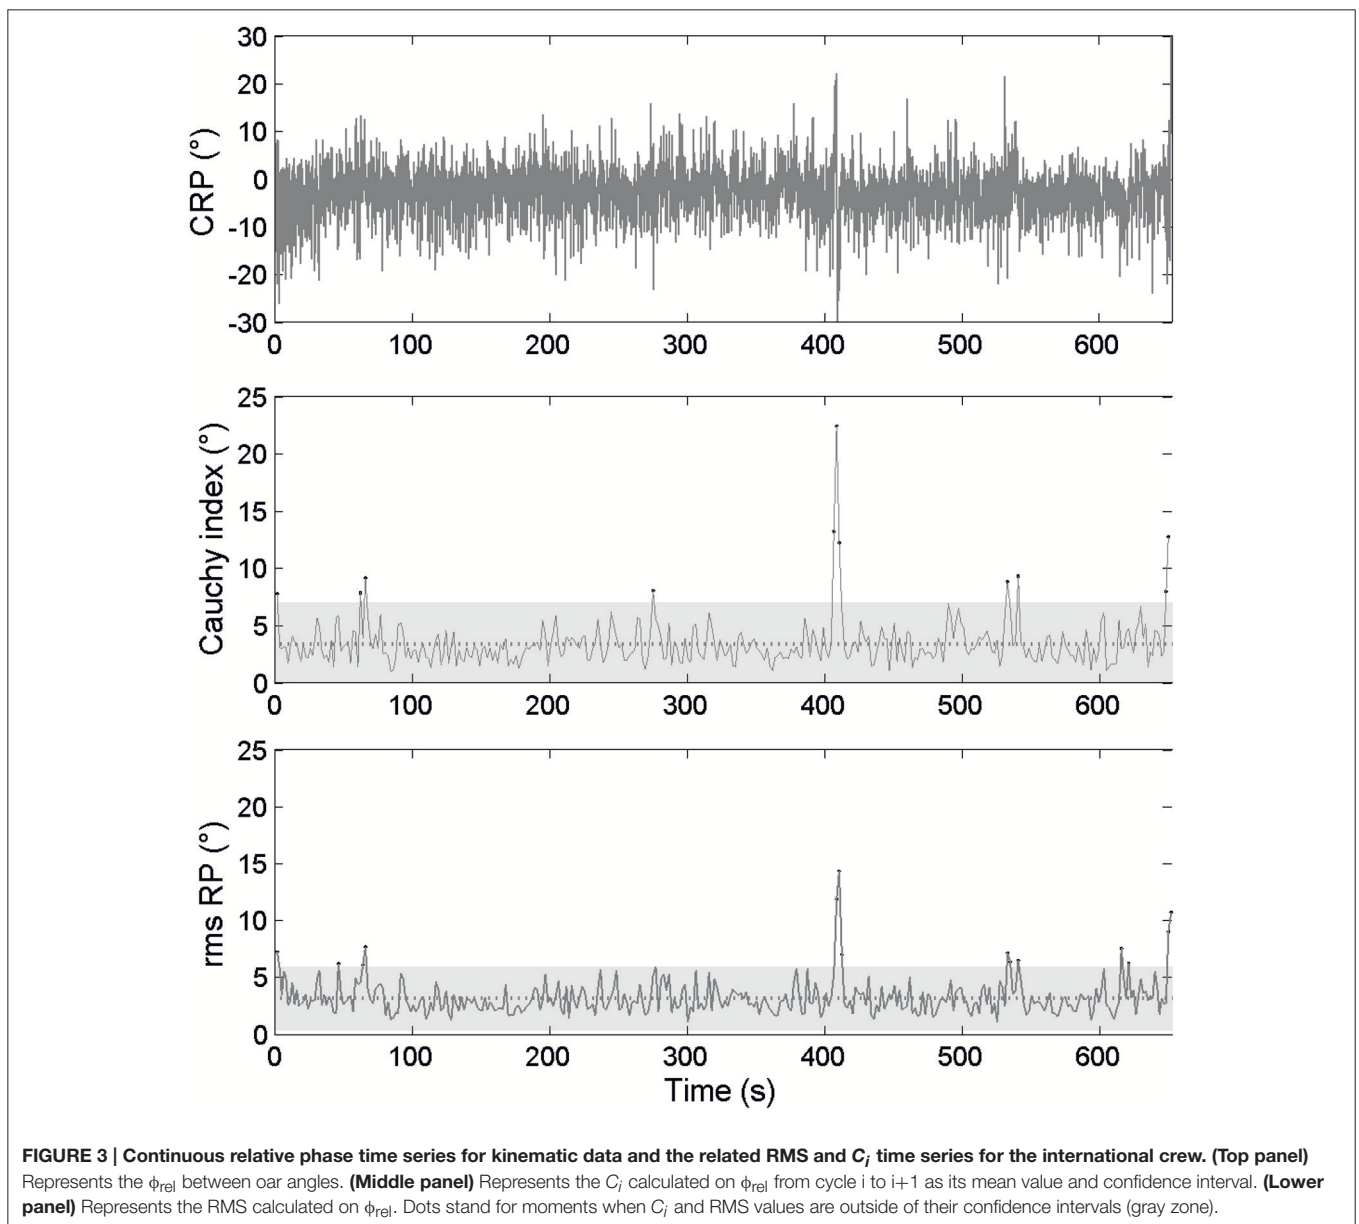 30
20
10
0
-10
-20
-30
CRP (°)
0 100 200 300 400 500 600
25
20
15
10
5
0
Cauchy index (°)
0 100 200 300 400 500 600
25
20
15
10
5
0
rms RP (°)
0 100 200 300 400 500 600
Time (s)
FIGURE 3 | Continuous relative phase time series for kinematic data and the related RMS and Ci time series for the international crew. (Top panel)
Represents the ϕrel between oar angles. (Middle panel) Represents the Ci calculated on ϕrel from cycle i to i+1 as its mean value and confidence interval. (Lower
panel) Represents the RMS calculated on ϕrel. Dots stand for moments when Ci and RMS values are outside of their confidence intervals (gray zone).